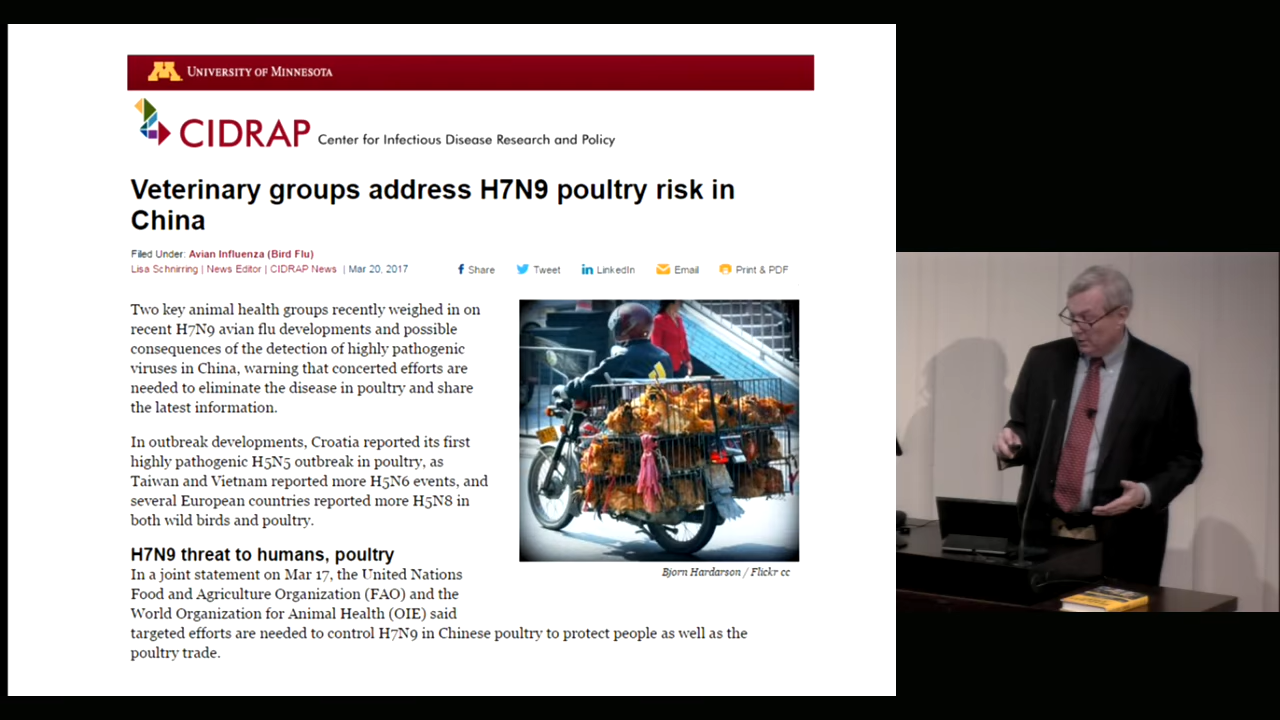 UNIVERSITY OF MINNESOTA
CIDRAP Center for Infectious Disease Research and Policy
Veterinary groups address H7N9 poultry risk in
China
Filed Under: Avian Influenza (Bird Flu)
Lisa Schnirring | News Editor | CIDRAP News | Mar 20, 2017
Share Tweet LinkedIn Email Print & PDF
Two key animal health groups recently weighed in on
recent H7N9 avian flu developments and possible
consequences of the detection of highly pathogenic
viruses in China, warning that concerted efforts are
needed to eliminate the disease in poultry and share
the latest information.
In outbreak developments, Croatia reported its first
highly pathogenic H5N5 outbreak in poultry, as
Taiwan and Vietnam reported more H5N6 events, and
several European countries reported more H5N8 in
both wild birds and poultry.
Bjorn Hardarson / Flickr cc
H7N9 threat to humans, poultry
In a joint statement on Mar 17, the United Nations
Food and Agriculture Organization (FAO) and the
World Organization for Animal Health (OIE) said
targeted efforts are needed to control H7N9 in Chinese poultry to protect people as well as the
poultry trade.